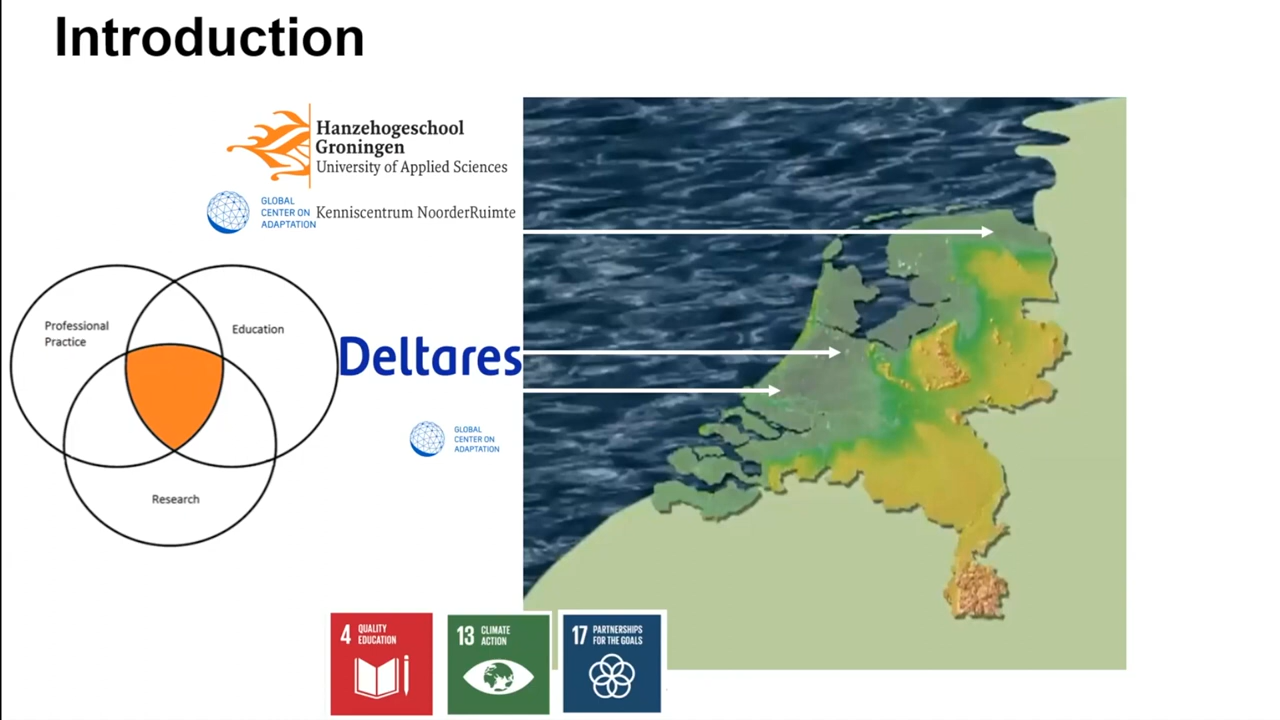 Introduction
Hanzehogeschool
Groningen
University of Applied Sciences
GLOBAL
CENTER ON
ADAPTATION
Kenniscentrum NoorderRuimte
Professional
Practice
Education
Research
Deltares
GLOBAL
CENTER ON
ADAPTATION
4 QUALITY
EDUCATION
13 CLIMATE
ACTION
17 PARTNERSHIPS
FOR THE GOALS